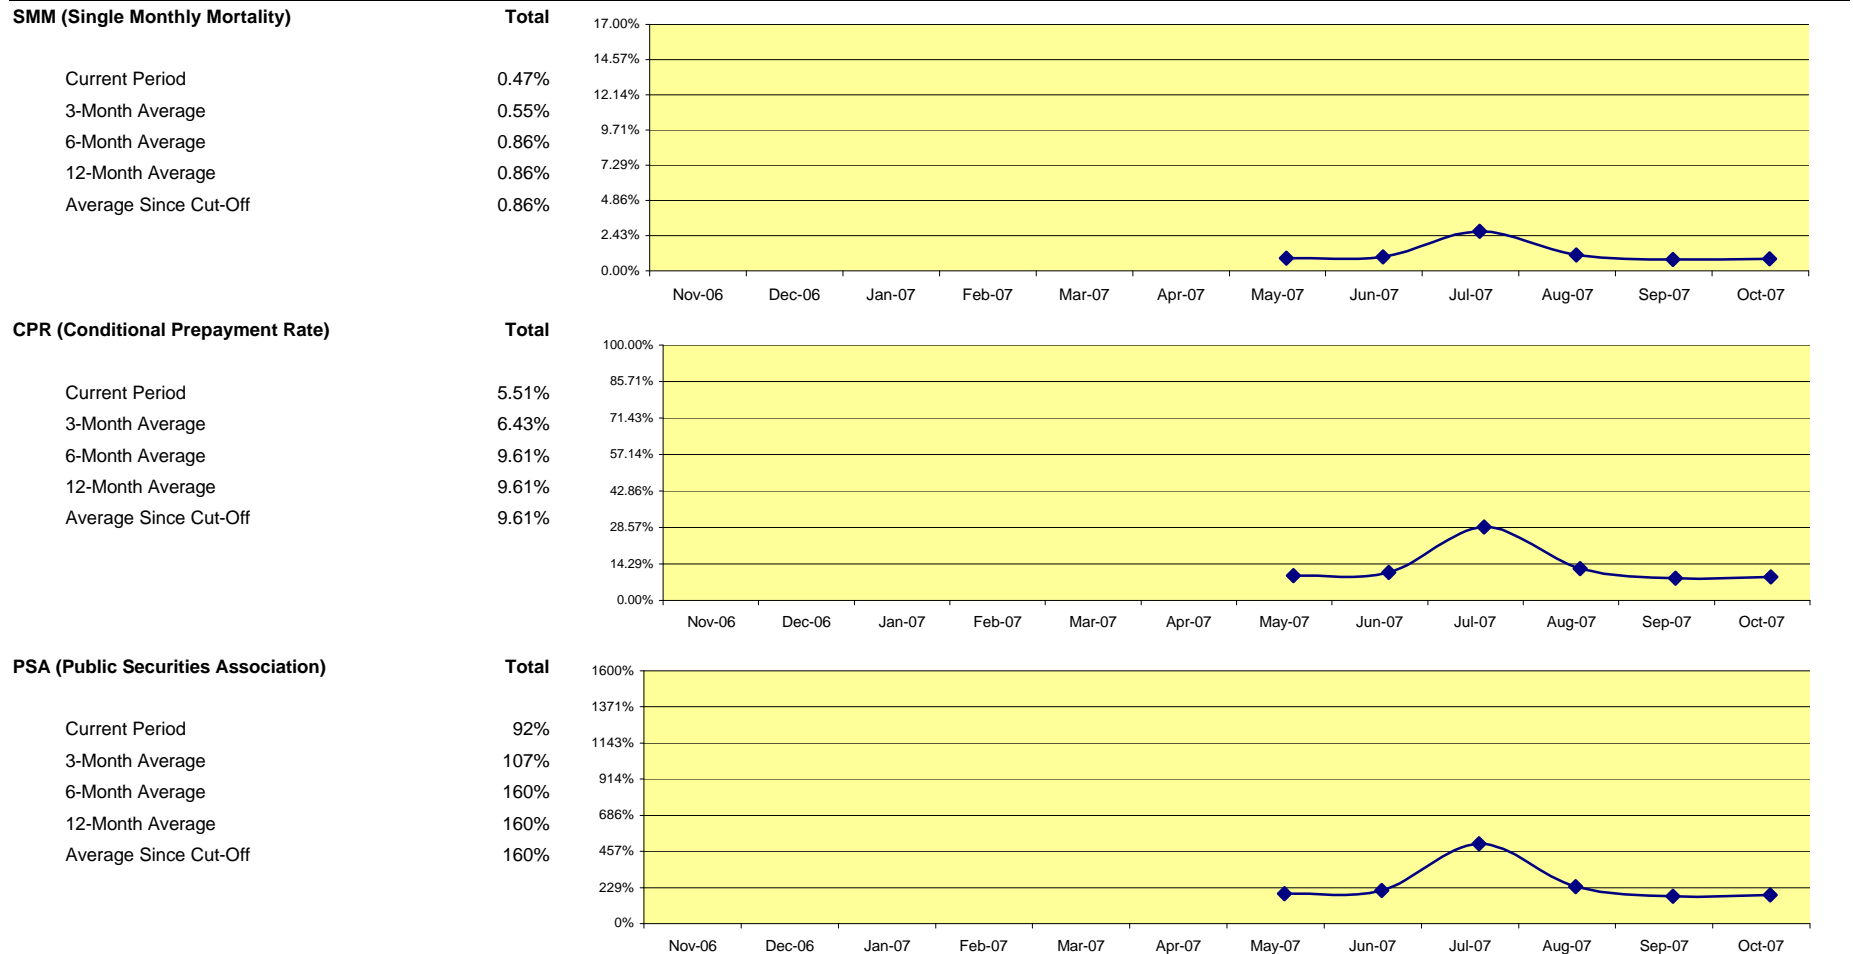 SMM (Single Monthly Mortality) Total
Current Period 0.47%
3-Month Average 0.55%
6-Month Average 0.86%
12-Month Average 0.86%
Average Since Cut-Off 0.86%
17.00%
14.57%
12.14%
9.71%
7.29%
4.86%
2.43%
0.00%
Nov-06 Dec-06 Jan-07 Feb-07 Mar-07 Apr-07 May-07 Jun-07 Jul-07 Aug-07 Sep-07 Oct-07
CPR (Conditional Prepayment Rate) Total
Current Period 5.51%
3-Month Average 6.43%
6-Month Average 9.61%
12-Month Average 9.61%
Average Since Cut-Off 9.61%
100.00%
85.71%
71.43%
57.14%
42.86%
28.57%
14.29%
0.00%
Nov-06 Dec-06 Jan-07 Feb-07 Mar-07 Apr-07 May-07 Jun-07 Jul-07 Aug-07 Sep-07 Oct-07
PSA (Public Securities Association) Total
Current Period 92%
3-Month Average 107%
6-Month Average 160%
12-Month Average 160%
Average Since Cut-Off 160%
1600%
1371%
1143%
914%
686%
457%
229%
0%
Nov-06 Dec-06 Jan-07 Feb-07 Mar-07 Apr-07 May-07 Jun-07 Jul-07 Aug-07 Sep-07 Oct-07